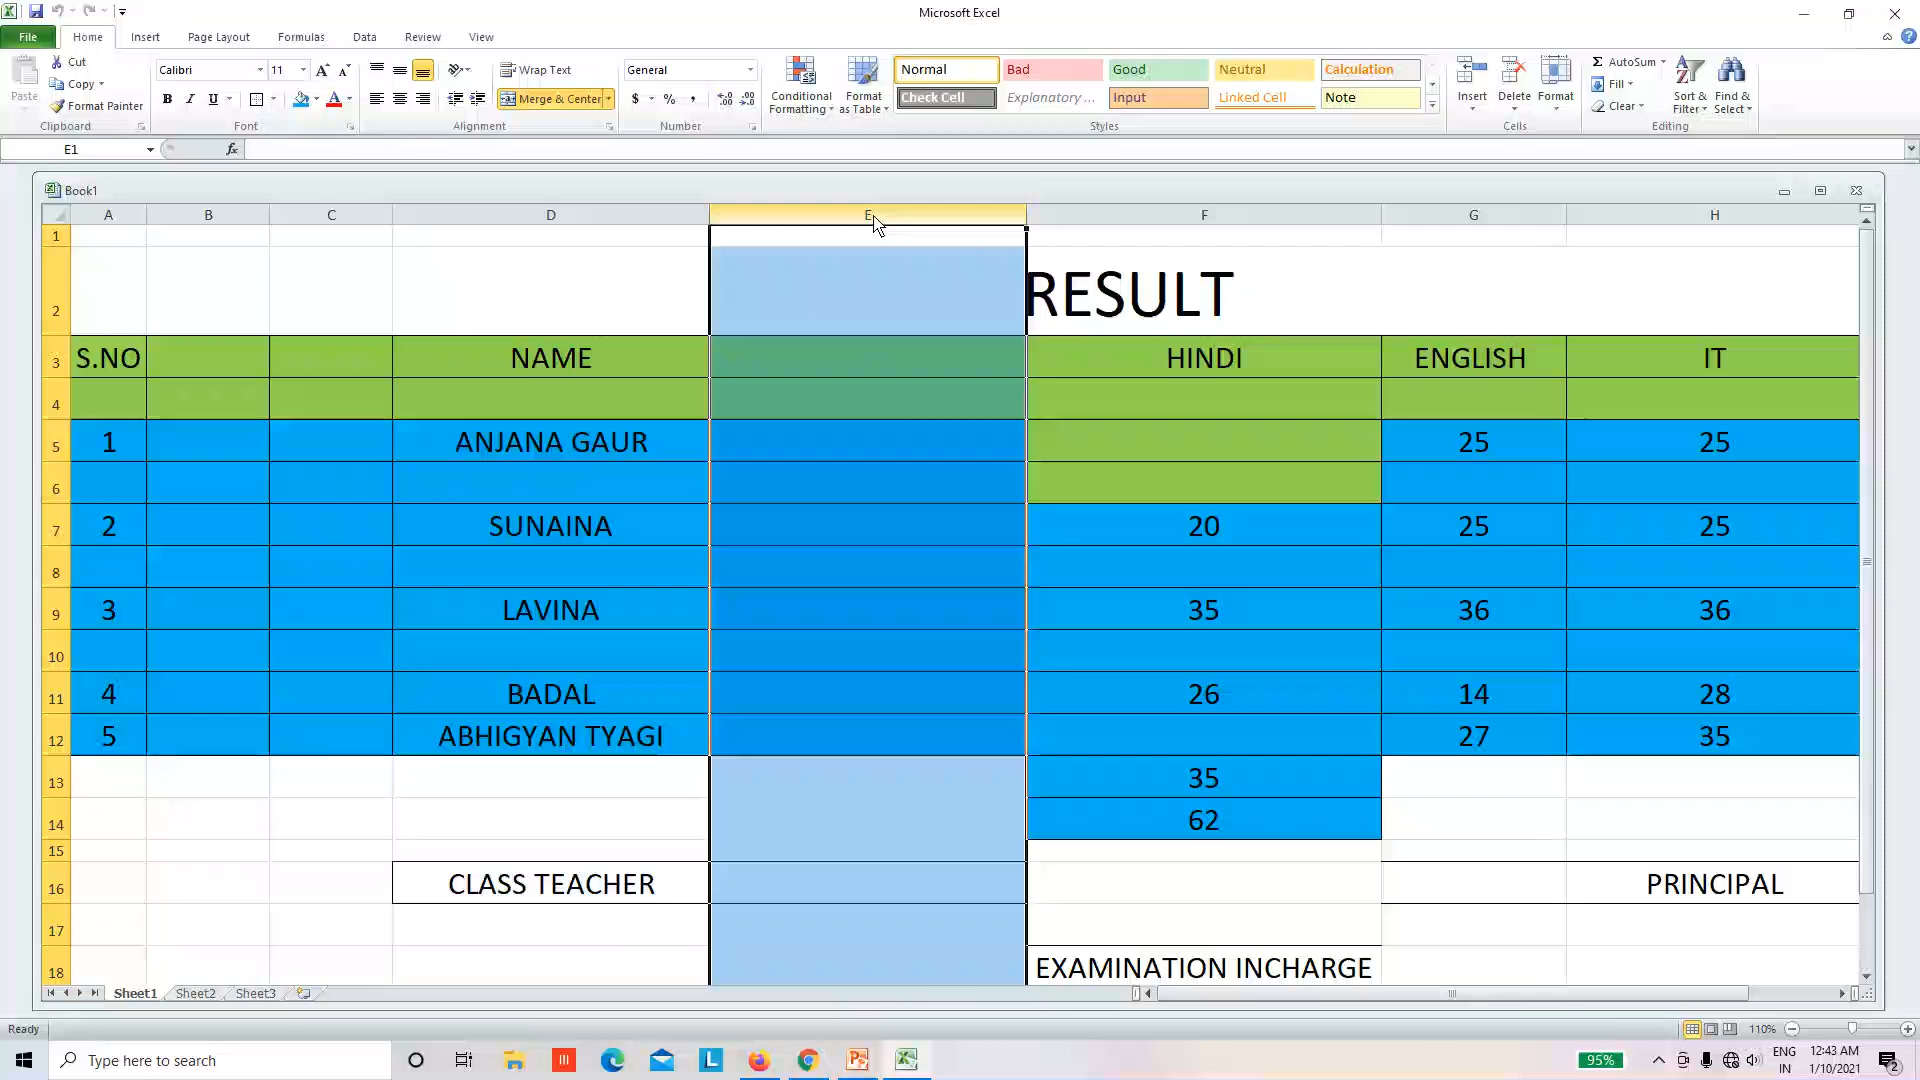 Microsoft Excel
File Home Insert Page Layout Formulas Data Review View
Paste
Cut
Copy
Format Painter
Clipboard
Calibri 11
B I U
Font
Wrap Text
Merge & Center
Alignment
General
$ % ,
Number
Conditional Formatting
Format as Table
Normal Bad Good Neutral Calculation
Check Cell Explanatory ... Input Linked Cell Note
Styles
Insert Delete Format
Cells
AutoSum
Fill
Clear
Sort & Filter
Find & Select
Editing
E1 fx
Book1
A B C D E F G H
1
2 RESULT
3 S.NO NAME HINDI ENGLISH IT
4
5 1 ANJANA GAUR 25 25
6
7 2 SUNAINA 20 25 25
8
9 3 LAVINA 35 36 36
10
11 4 BADAL 26 14 28
12 5 ABHIGYAN TYAGI 27 35
13 35
14 62
15
16 CLASS TEACHER PRINCIPAL
17
18 EXAMINATION INCHARGE
Sheet1 Sheet2 Sheet3
Ready 110%
Type here to search
95%
ENG
IN
12:43 AM
1/10/2021
2